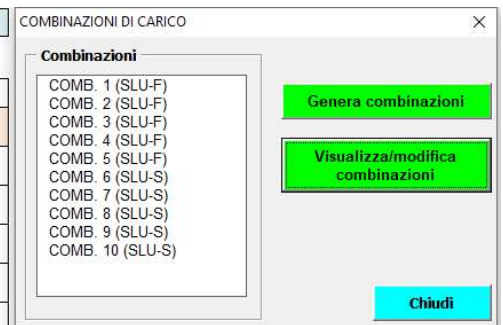 COMBINAZIONI DI CARICO
Combinazioni
COMB. 1 (SLU-F)
COMB. 2 (SLU-F)
COMB. 3 (SLU-F)
COMB. 4 (SLU-F)
COMB. 5 (SLU-F)
COMB. 6 (SLU-S)
COMB. 7 (SLU-S)
COMB. 8 (SLU-S)
COMB. 9 (SLU-S)
COMB. 10 (SLU-S)
Genera combinazioni
Visualizza/modifica
combinazioni
Chiudi